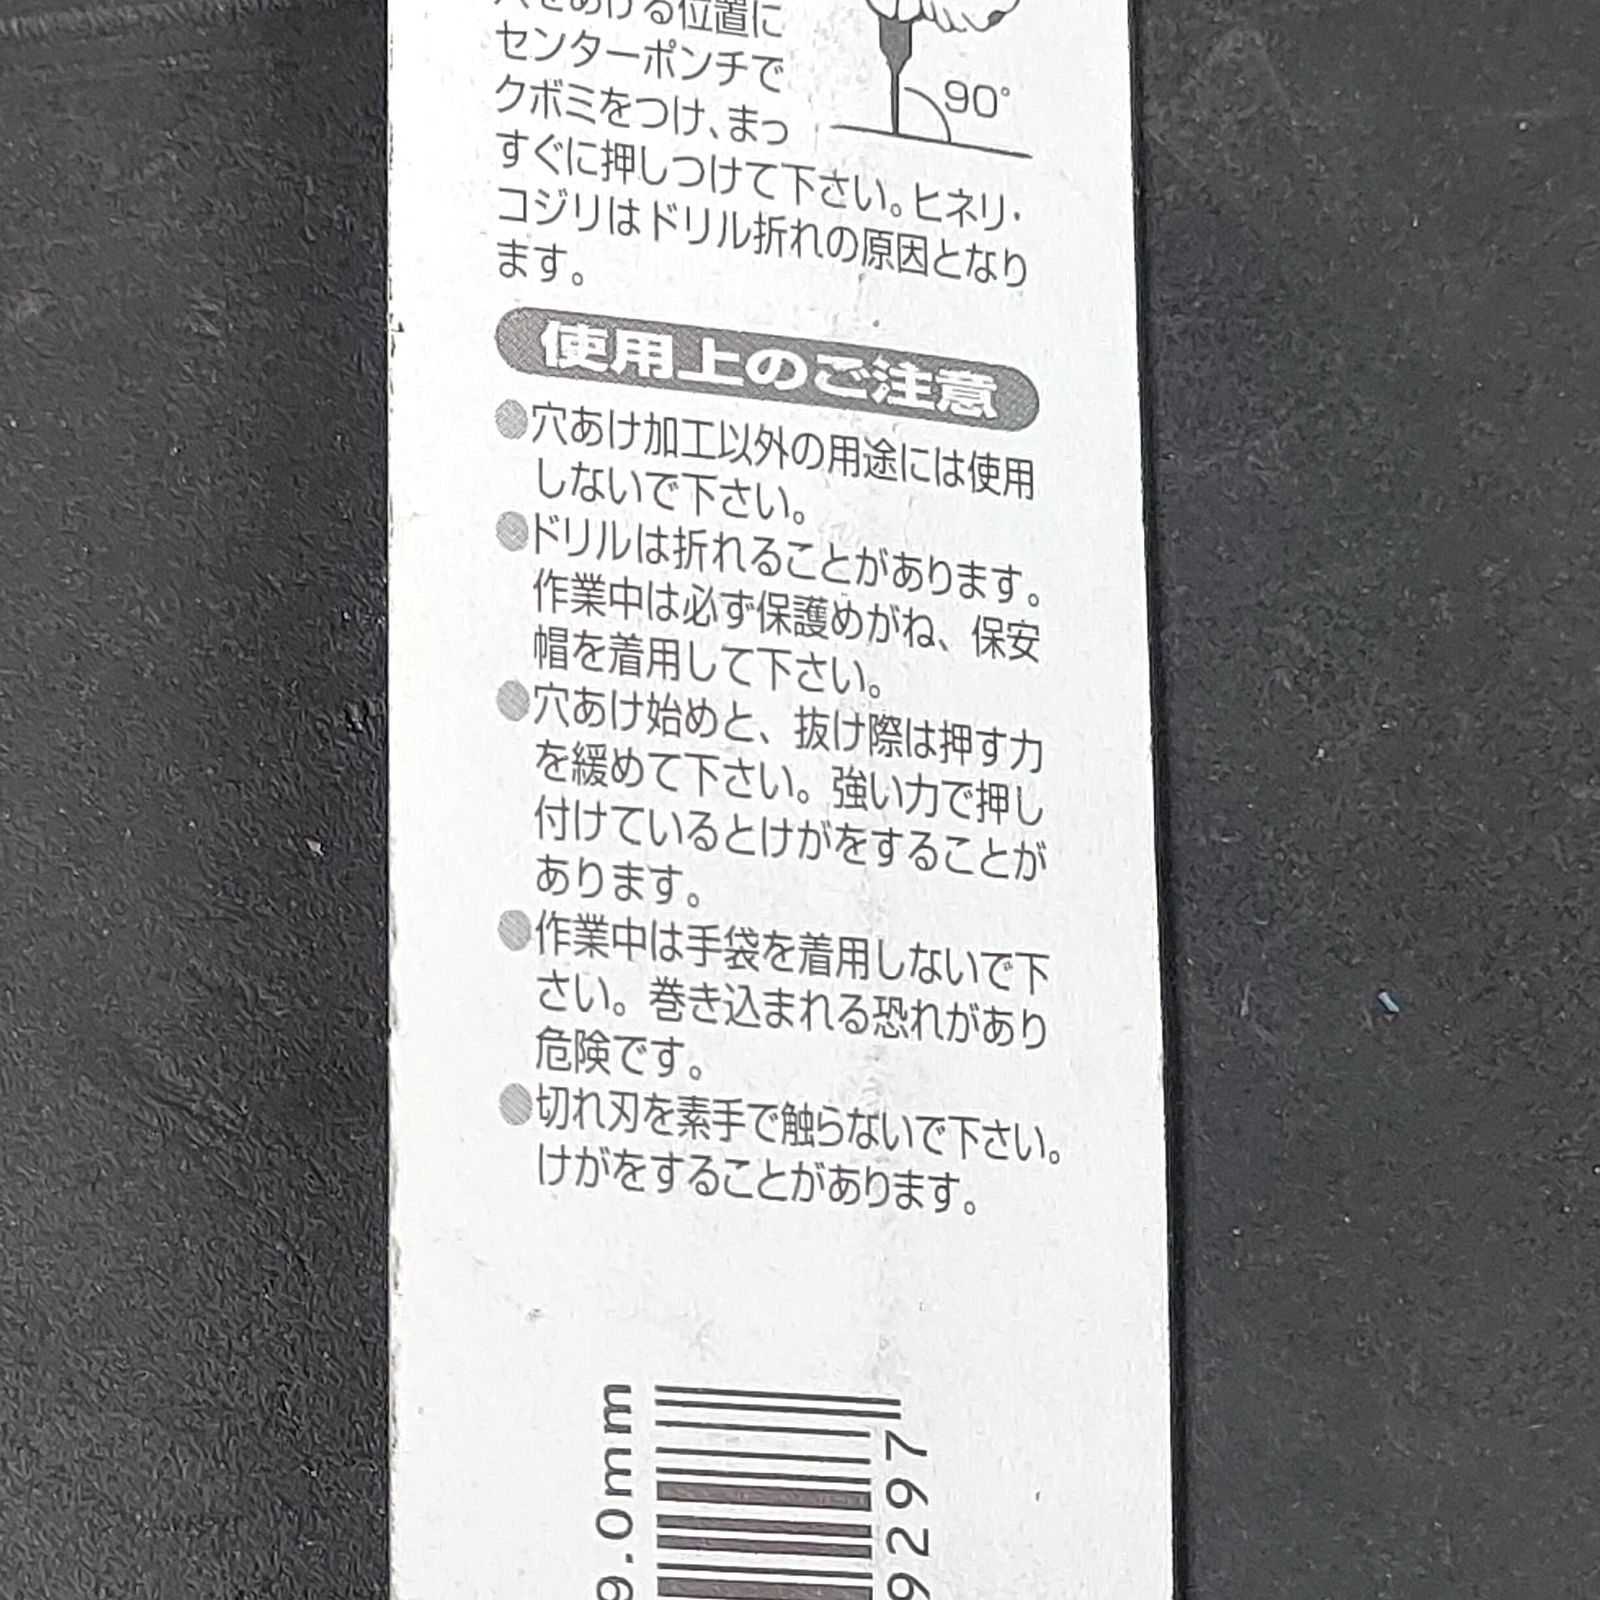 穴をあける位置に
センターポンチで
クボミをつけ、まっ
すぐに押しつけて下さい。ヒネリ・
コジリはドリル折れの原因となり
ます。
90°
使用上のご注意
●穴あけ加工以外の用途には使用
しないで下さい。
●ドリルは折れることがあります。
作業中は必ず保護めがね、保安
帽を着用して下さい。
●穴あけ始めと、抜け際は押す力
を緩めて下さい。強い力で押し
付けているとけがをすることが
あります。
●作業中は手袋を着用しないで下
さい。巻き込まれる恐れがあり
危険です。
●切れ刃を素手で触らないで下さい。
けがをすることがあります。
9.0mm
9297